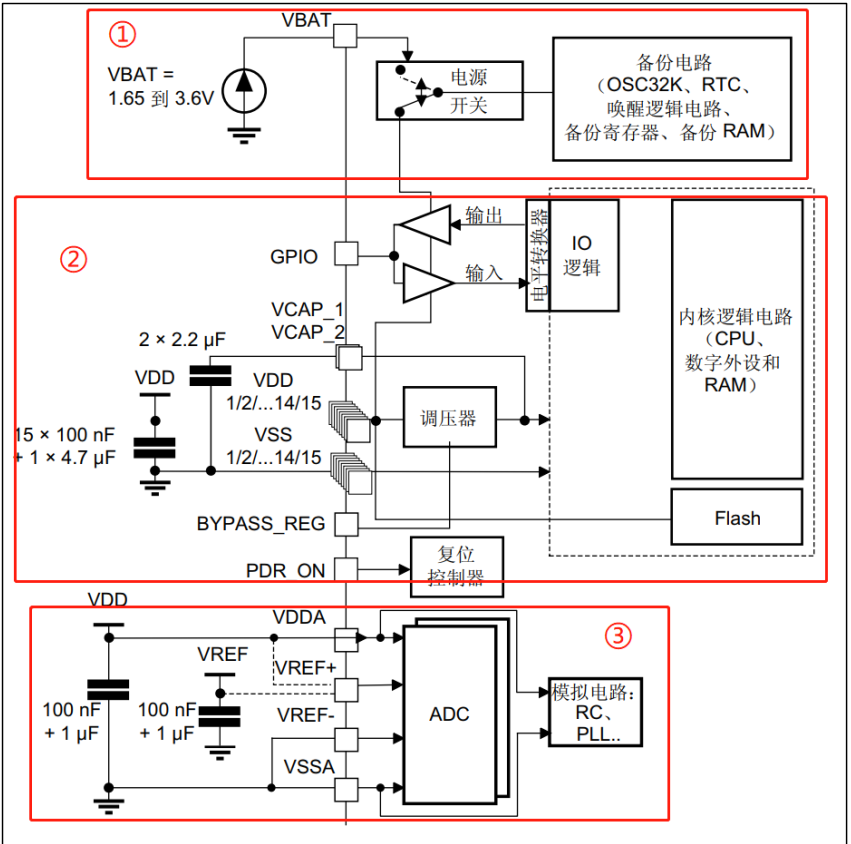 ①
VBAT
VBAT =
1.65 到 3.6V
电源
开关
备份电路
（OSC32K、RTC、
唤醒逻辑电路、
备份寄存器、备份 RAM）
②
GPIO
输出
输入
电平转换器
IO
逻辑
内核逻辑电路
（CPU、
数字外设和
RAM）
VCAP_1
VCAP_2
2 × 2.2 μF
VDD
VDD
1/2/...14/15
调压器
15 × 100 nF
+ 1 × 4.7 μF
VSS
1/2/...14/15
Flash
BYPASS_REG
PDR_ON
复位
控制器
VDD
VDDA
③
VREF
VREF+
100 nF
+ 1 μF
100 nF
+ 1 μF
VREF-
ADC
模拟电路：
RC、
PLL..
VSSA